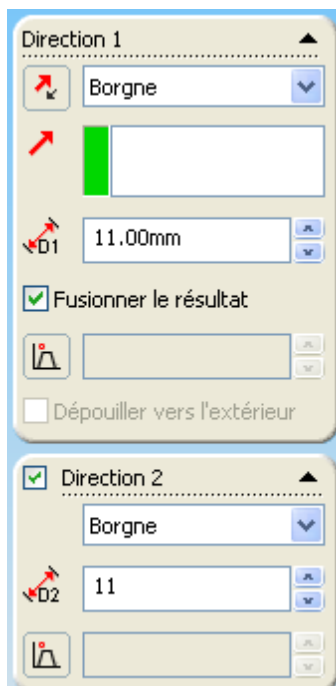 Direction 1
Borgne
D1 11.00mm
Fusionner le résultat
Dépouiller vers l'extérieur
Direction 2
Borgne
D2 11